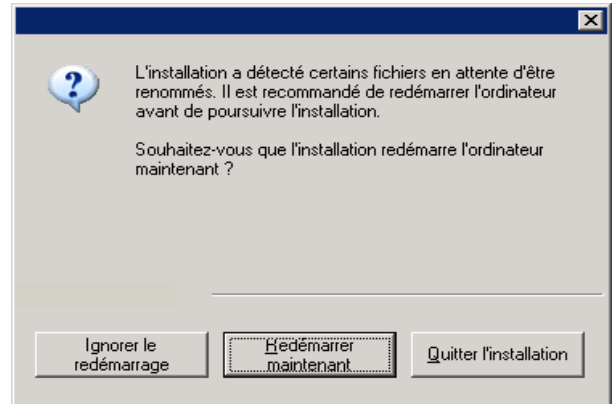 L'installation a détecté certains fichiers en attente d'être
renommés. Il est recommandé de redémarrer l'ordinateur
avant de poursuivre l'installation.
Souhaitez-vous que l'installation redémarre l'ordinateur
maintenant ?
Ignorer le
redémarrage
Redémarrer
maintenant
Quitter l'installation